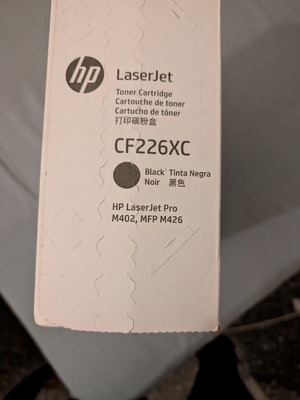 hp
LaserJet
Toner Cartridge
Cartouche de toner
Cartucho de tóner
打印碳粉盒
CF226XC
Black Tinta Negra
Noir 黑色
HP LaserJet Pro
M402, MFP M426